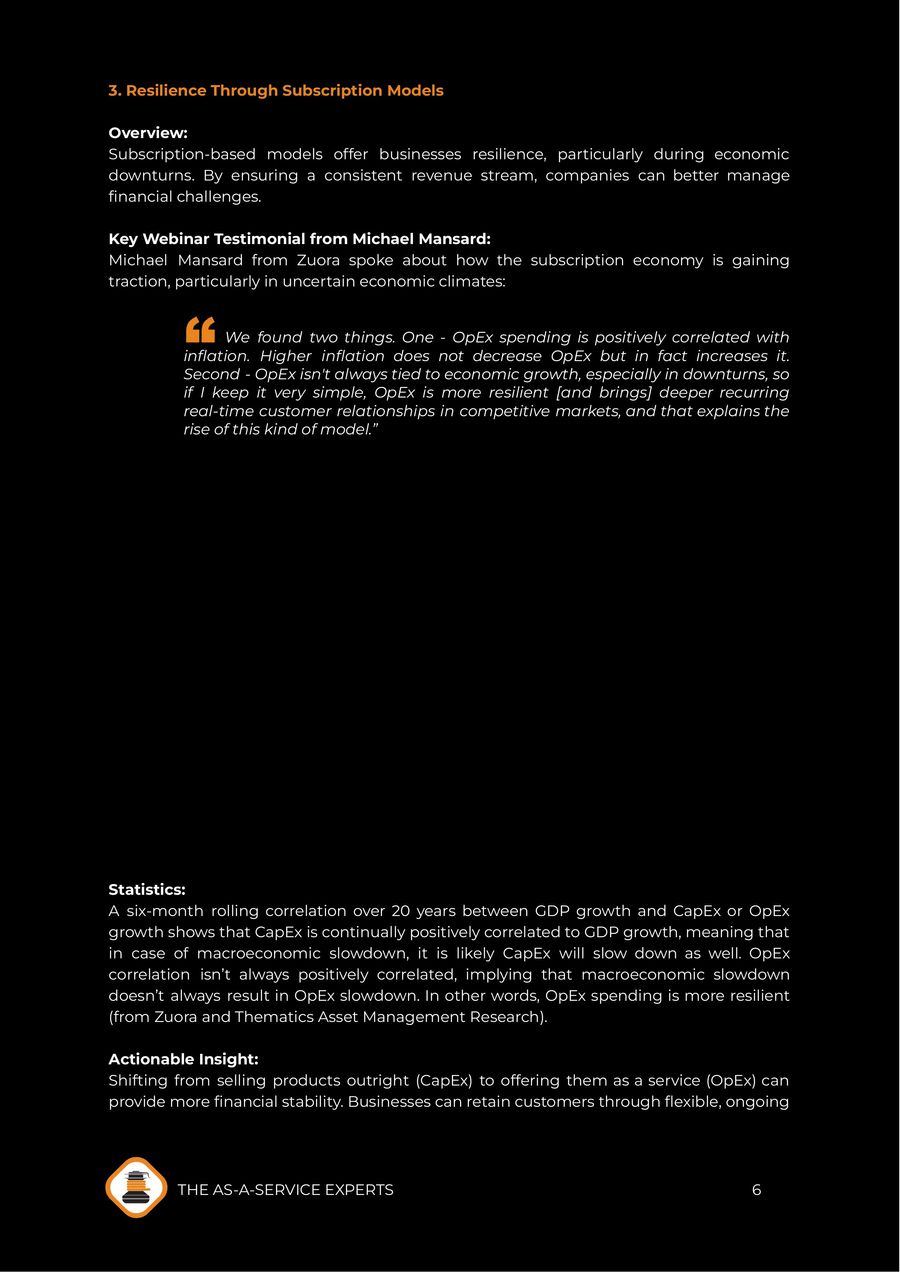 3. Resilience Through Subscription Models
Overview:
Subscription-based models offer businesses resilience, particularly during economic
downturns. By ensuring a consistent revenue stream, companies can better manage
financial challenges.
Key Webinar Testimonial from Michael Mansard:
Michael Mansard from Zuora spoke about how the subscription economy is gaining
traction, particularly in uncertain economic climates:
“ We found two things. One - OpEx spending is positively correlated with
inflation. Higher inflation does not decrease OpEx but in fact increases it.
Second - OpEx isn't always tied to economic growth, especially in downturns, so
if I keep it very simple, OpEx is more resilient [and brings] deeper recurring
real-time customer relationships in competitive markets, and that explains the
rise of this kind of model.”
Statistics:
A six-month rolling correlation over 20 years between GDP growth and CapEx or OpEx
growth shows that CapEx is continually positively correlated to GDP growth, meaning that
in case of macroeconomic slowdown, it is likely CapEx will slow down as well. OpEx
correlation isn’t always positively correlated, implying that macroeconomic slowdown
doesn’t always result in OpEx slowdown. In other words, OpEx spending is more resilient
(from Zuora and Thematics Asset Management Research).
Actionable Insight:
Shifting from selling products outright (CapEx) to offering them as a service (OpEx) can
provide more financial stability. Businesses can retain customers through flexible, ongoing
THE AS-A-SERVICE EXPERTS 6